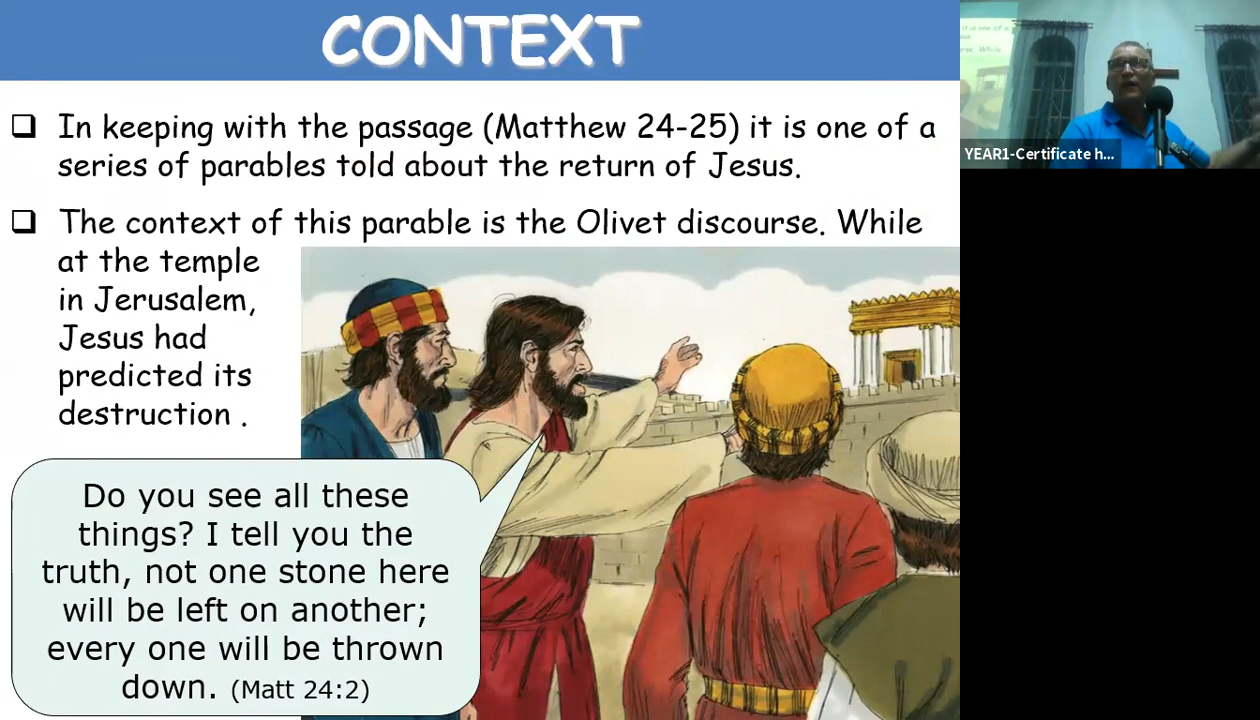 CONTEXT
❑ In keeping with the passage (Matthew 24-25) it is one of a
series of parables told about the return of Jesus.
❑ The context of this parable is the Olivet discourse. While
at the temple
in Jerusalem,
Jesus had
predicted its
destruction .
Do you see all these
things? I tell you the
truth, not one stone here
will be left on another;
every one will be thrown
down. (Matt 24:2)
YEAR1-Certificate h...